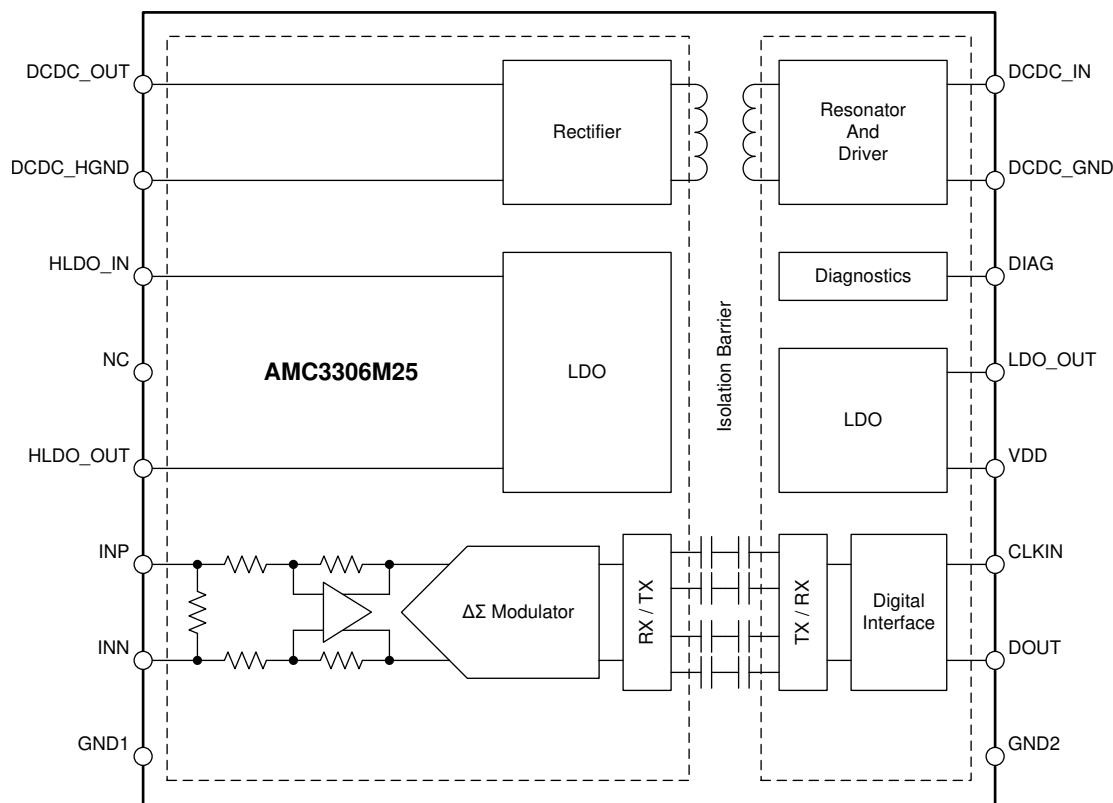 DCDC_OUT
DCDC_HGND
HLDO_IN
NC
HLDO_OUT
INP
INN
GND1
Rectifier
AMC3306M25
LDO
ΔΣ Modulator
RX / TX
Isolation Barrier
Resonator
And
Driver
Diagnostics
LDO
TX / RX
Digital
Interface
DCDC_IN
DCDC_GND
DIAG
LDO_OUT
VDD
CLKIN
DOUT
GND2